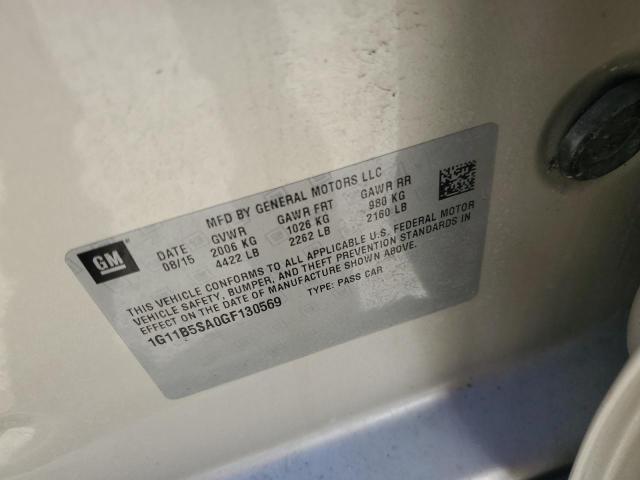 MFD BY GENERAL MOTORS LLC
GM
DATE GVWR GAWR FRT GAWR RR
08/15 2006 KG 1026 KG 980 KG
4422 LB 2262 LB 2160 LB
THIS VEHICLE CONFORMS TO ALL APPLICABLE U.S. FEDERAL MOTOR
VEHICLE SAFETY, BUMPER, AND THEFT PREVENTION STANDARDS IN
EFFECT ON THE DATE OF MANUFACTURE SHOWN ABOVE.
1G11B5SA0GF130569 TYPE: PASS CAR